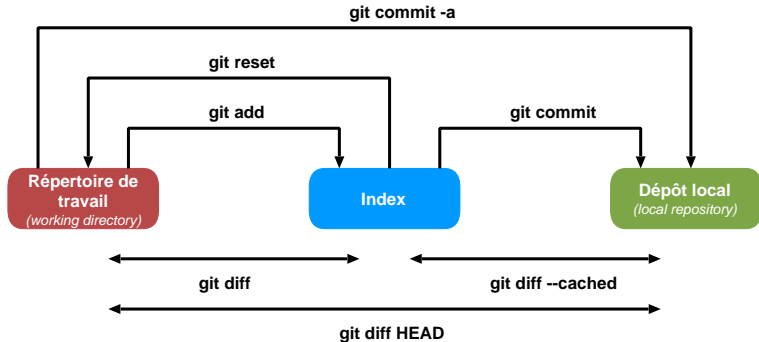 git commit -a
git reset
git add
git commit
Répertoire de
travail
(working directory)
Index
Dépôt local
(local repository)
git diff
git diff --cached
git diff HEAD